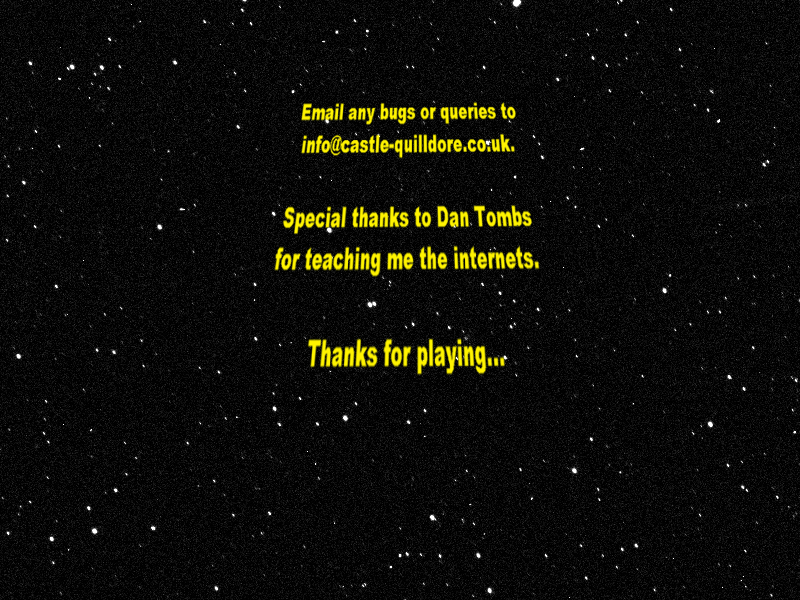 Email any bugs or queries to
info@castle-quilldore.co.uk.
Special thanks to Dan Tombs
for teaching me the internets.
Thanks for playing...